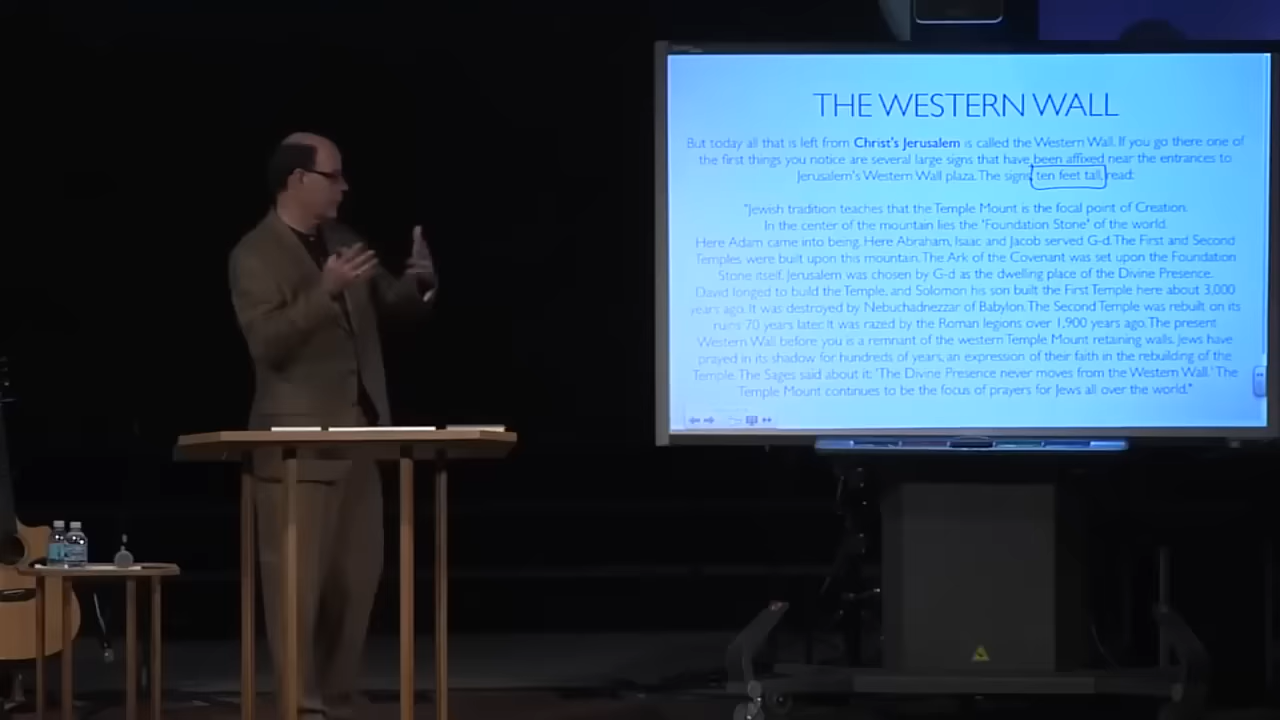 THE WESTERN WALL
But today all that is left from Christ's Jerusalem is called the Western Wall. If you go there one of
the first things you notice are several large signs that have been affixed near the entrances to
Jerusalem's Western Wall plaza. The signs ten feet tall, read:
"Jewish tradition teaches that the Temple Mount is the focal point of Creation.
In the center of the mountain lies the 'Foundation Stone' of the world.
Here Adam came into being. Here Abraham, Isaac and Jacob served G-d. The First and Second
Temples were built upon this mountain. The Ark of the Covenant was set upon the Foundation
Stone itself. Jerusalem was chosen by G-d as the dwelling place of the Divine Presence.
David longed to build the Temple, and Solomon his son built the First Temple here about 3,000
years ago. It was destroyed by Nebuchadnezzar of Babylon. The Second Temple was rebuilt on its
ruins 70 years later. It was razed by the Roman legions over 1,900 years ago. The present
Western Wall before you is a remnant of the western Temple Mount retaining walls. Jews have
prayed in its shadow for hundreds of years, an expression of their faith in the rebuilding of the
Temple. The Sages said about it: 'The Divine Presence never moves from the Western Wall.' The
Temple Mount continues to be the focus of prayers for Jews all over the world."